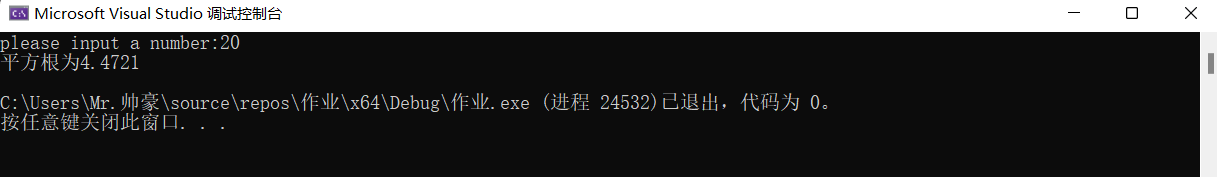 Microsoft Visual Studio 调试控制台
please input a number:20
平方根为4.4721
C:\Users\Mr.帅豪\source\repos\作业\x64\Debug\作业.exe (进程 24532)已退出，代码为 0。
按任意键关闭此窗口. . .